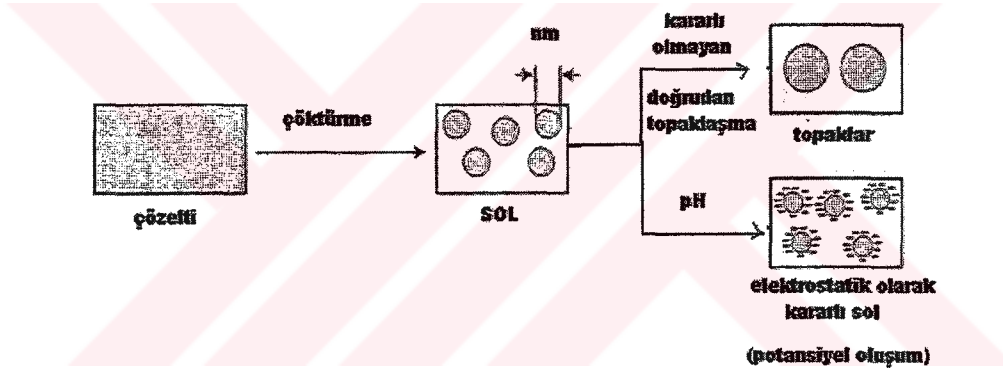 çözelti
çöktürme
nm
SOL
kararlı
olmayan
doğrudan
topaklaşma
topaklar
pH
elektrostatik olarak
kararlı sol
(potansiyel oluşum)